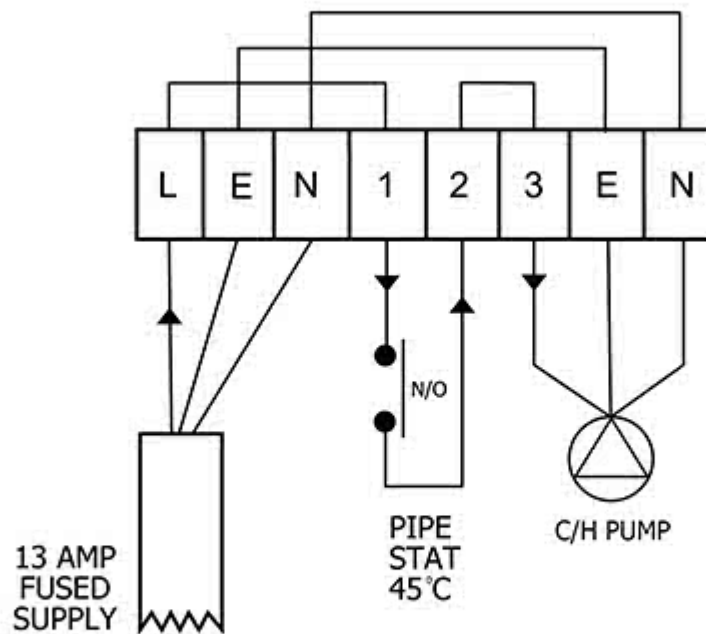 L E N 1 2 3 E N
N/O
13 AMP
FUSED
SUPPLY
PIPE
STAT
45°C
C/H PUMP